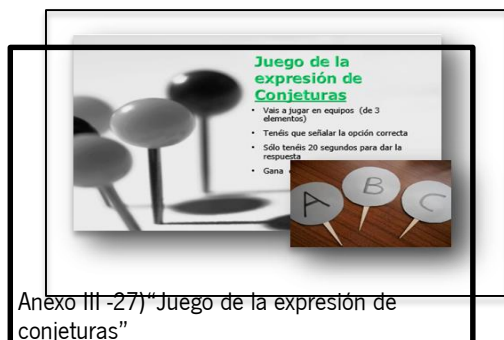 Juego de la
expresión de
Conjeturas
• Vais a jugar en equipos (de 3
elementos)
• Tenéis que señalar la opción correcta
• Sólo tenéis 20 segundos para dar la
respuesta
• Gana
A B C
Anexo III -27)“Juego de la expresión de
conjeturas”